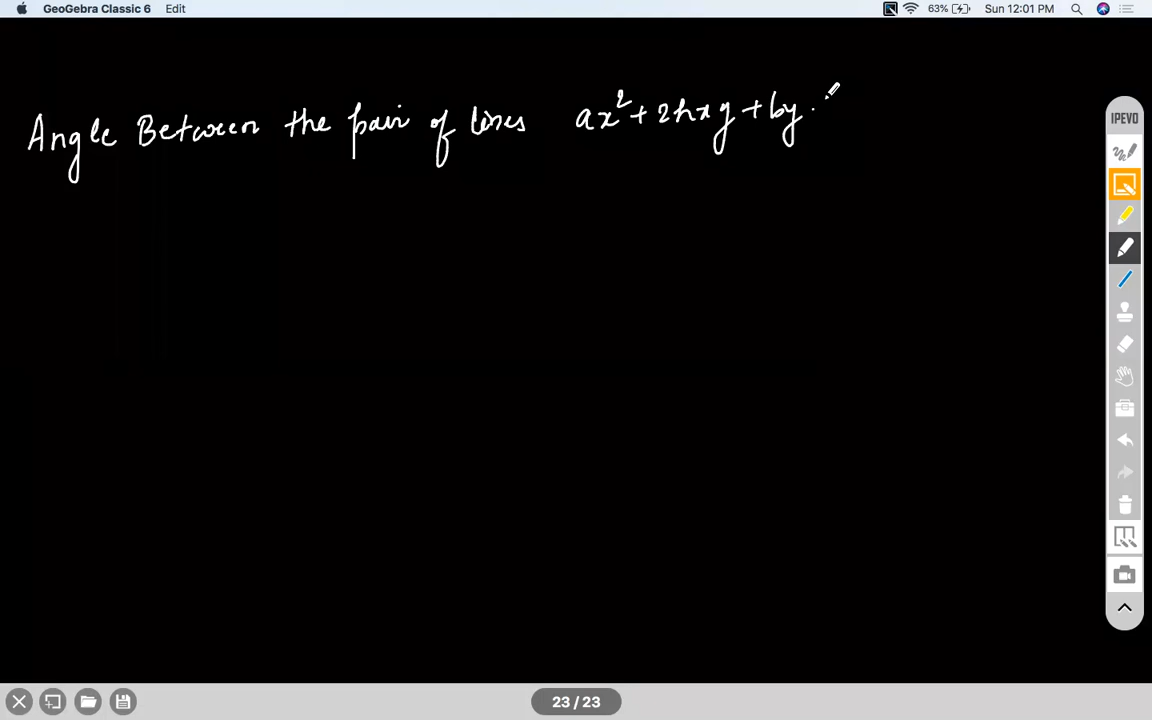 GeoGebra Classic 6 Edit 63% Sun 12:01 PM
Angle Between the pair of lines ax²+2hxy+by
IPEVO
23 / 23